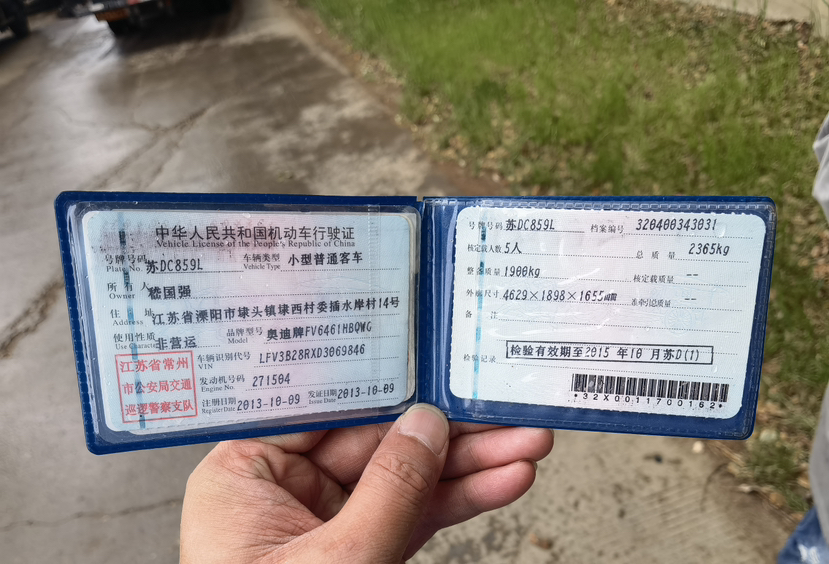 中华人民共和国机动车行驶证
Vehicle License of the People's Republic of China
号牌号码 苏DC859L 车辆类型 小型普通客车
Plate No. Vehicle Type
所有人 嵇国强
Owner
住址 江苏省溧阳市埭头镇埭西村委插水岸村14号
Address
使用性质 非营运 品牌型号 奥迪牌FV6461HBQWG
Use Character Model
江苏省常州
市公安局交通
巡逻警察支队
车辆识别代号 LFV3B28RXD3069846
VIN
发动机号码 271504
Engine No.
注册日期 2013-10-09 发证日期 2013-10-09
Register Date Issue Date
号牌号码 苏DC859L 档案编号 320400343031
核定载人数 5人 总质量 2365kg
整备质量 1900kg 核定载质量 --
外廓尺寸 4629×1898×1655mm 准牵引总质量 --
备注
检验记录 检验有效期至2015 年10 月苏D(1)
*32X0011700162*